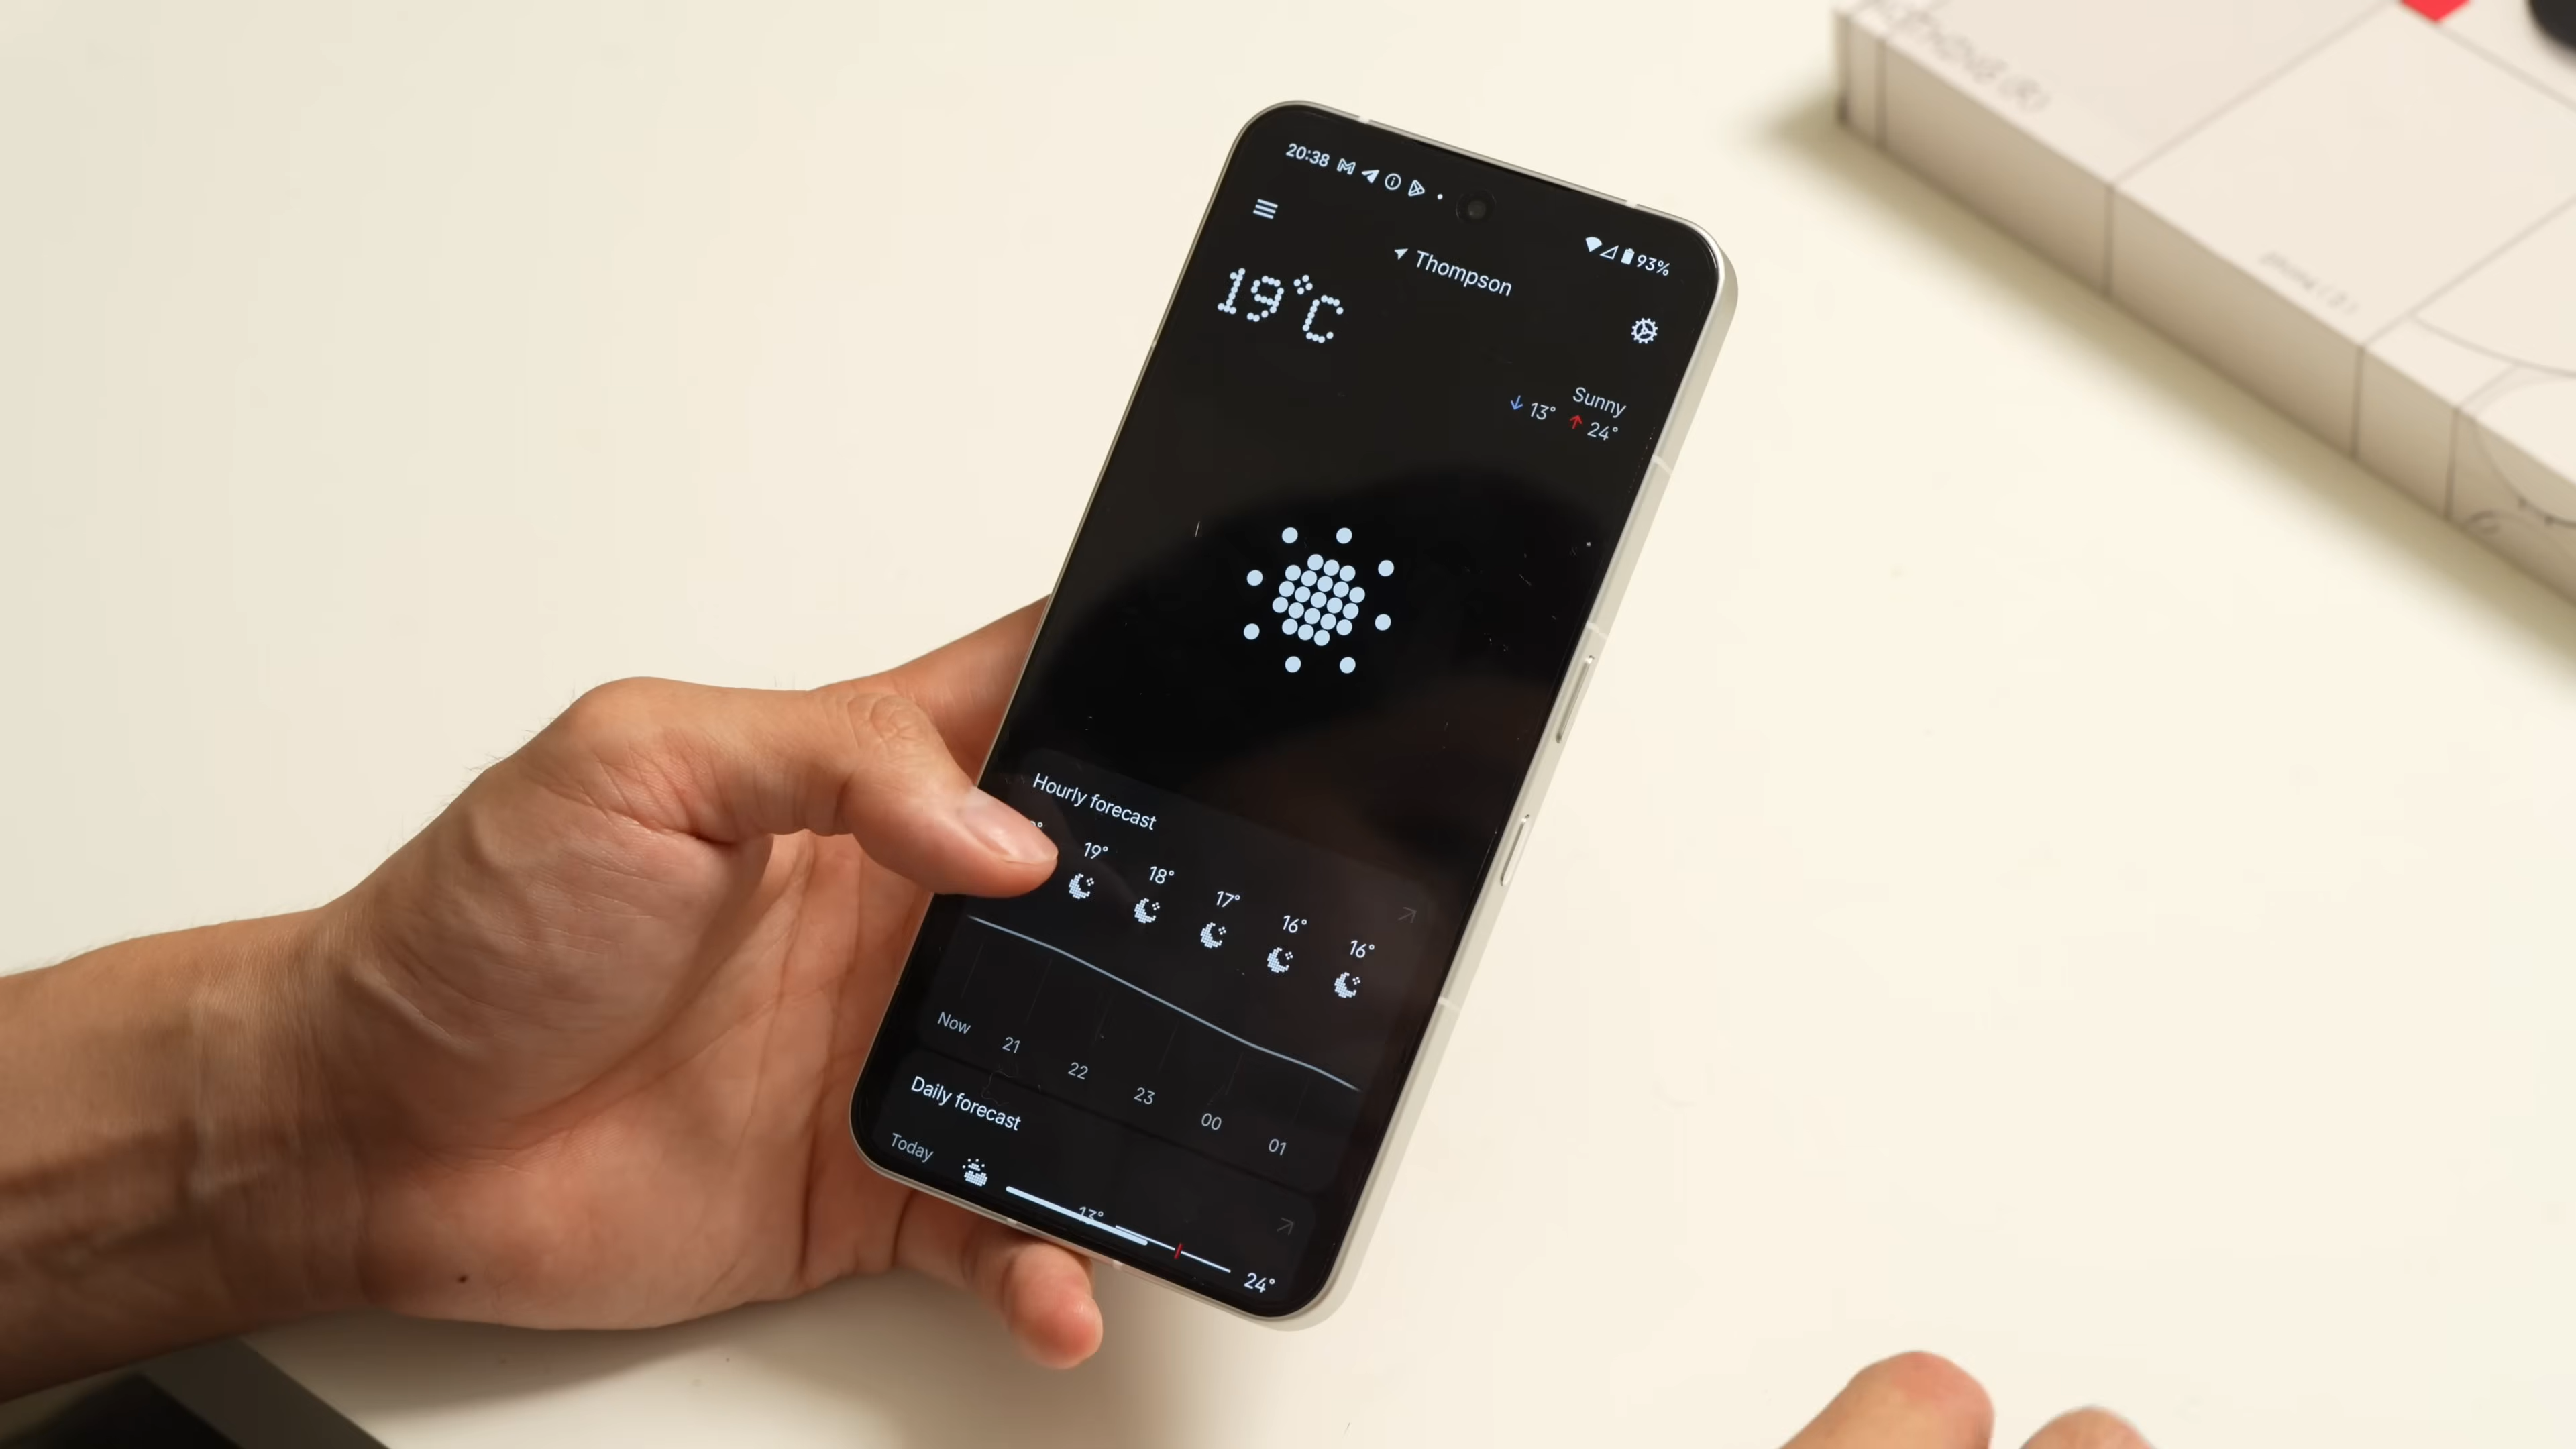 20:38
93%
Thompson
19°C
Sunny
13° 24°
Hourly forecast
19° 18° 17° 16° 16°
Now 21 22 23 00 01
Daily forecast
Today 13° 24°